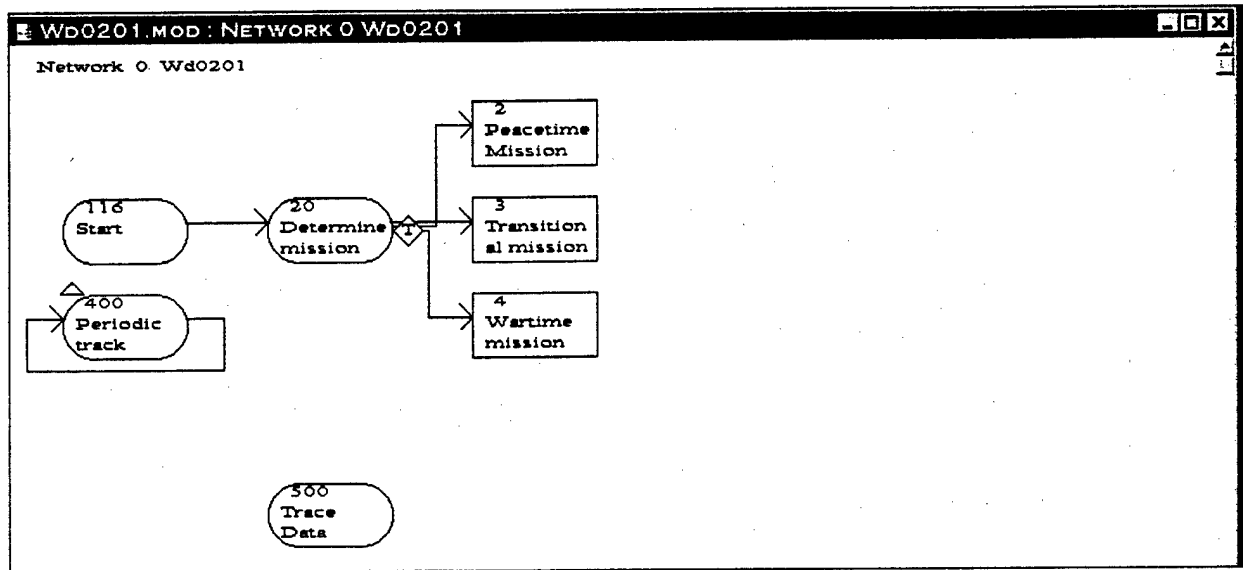 WD0201.MOD : NETWORK 0 WD0201
Network 0 Wd0201
2
Peacetime
Mission
116
Start
20
Determine
mission
T
3
Transition
al mission
400
Periodic
track
4
Wartime
mission
500
Trace
Data